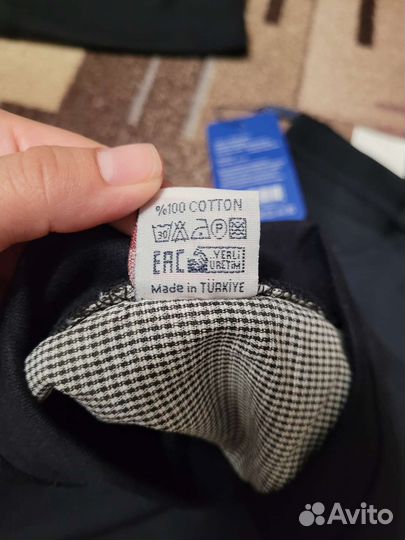 %100 COTTON
30 P
EAC YERLİ
ÜRETİM
Made in TÜRKİYE
Avito